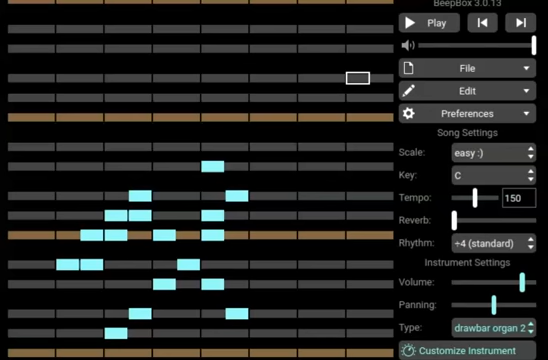 BeepBox 3.0.13
Play
File
Edit
Preferences
Song Settings
Scale: easy :)
Key: C
Tempo: 150
Reverb:
Rhythm: ÷4 (standard)
Instrument Settings
Volume:
Panning:
Type: drawbar organ 2
Customize Instrument